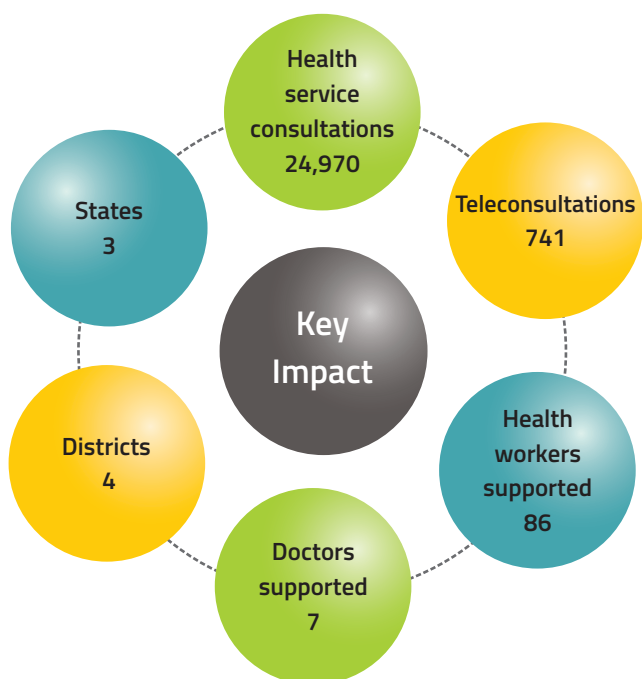 Health
service
consultations
24,970
Teleconsultations
741
Health
workers
supported
86
Doctors
supported
7
Districts
4
States
3
Key
Impact